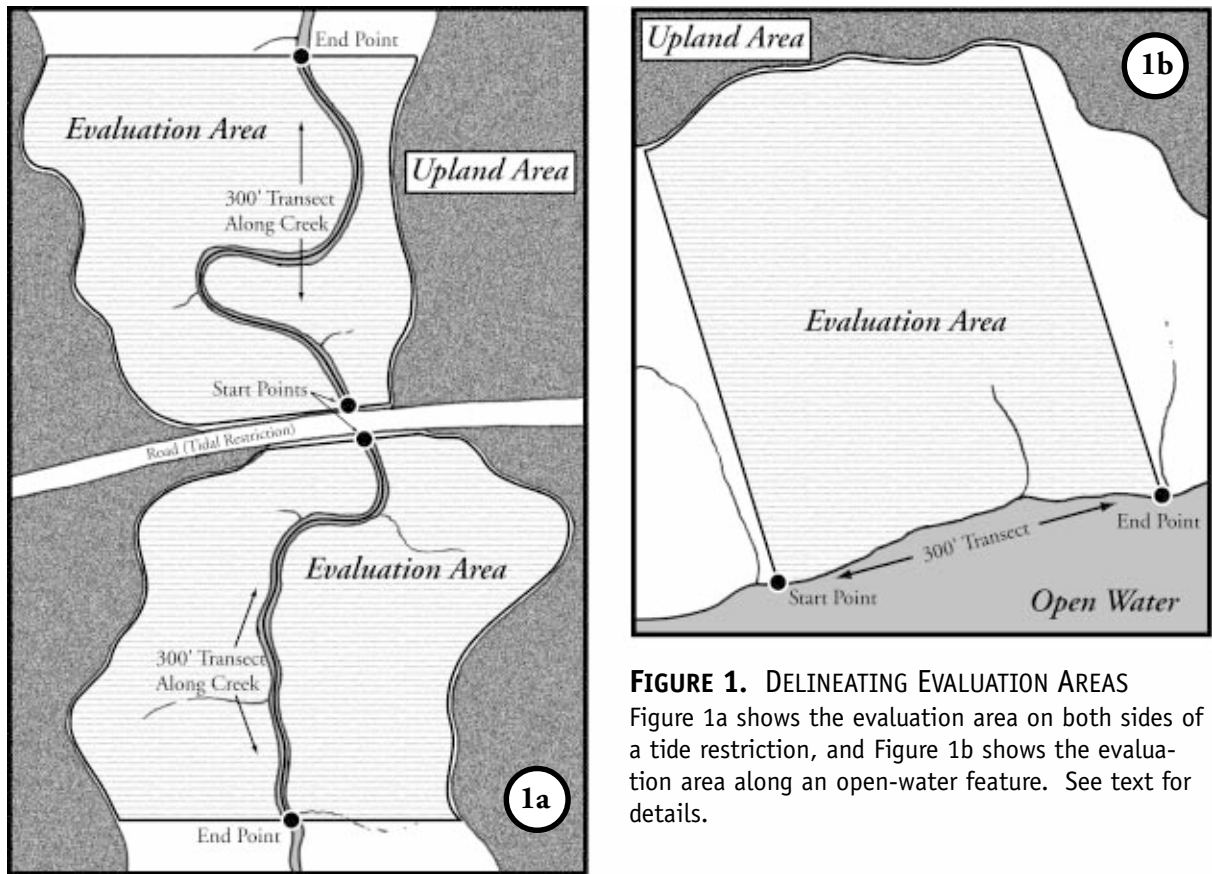 End Point
Evaluation Area
Upland Area
300' Transect
Along Creek
Start Points
Road (Tidal Restriction)
Evaluation Area
300' Transect
Along Creek
1a
End Point
Upland Area
1b
Evaluation Area
300' Transect
End Point
Start Point
Open Water
FIGURE 1. DELINEATING EVALUATION AREAS
Figure 1a shows the evaluation area on both sides of
a tide restriction, and Figure 1b shows the evalua-
tion area along an open-water feature. See text for
details.